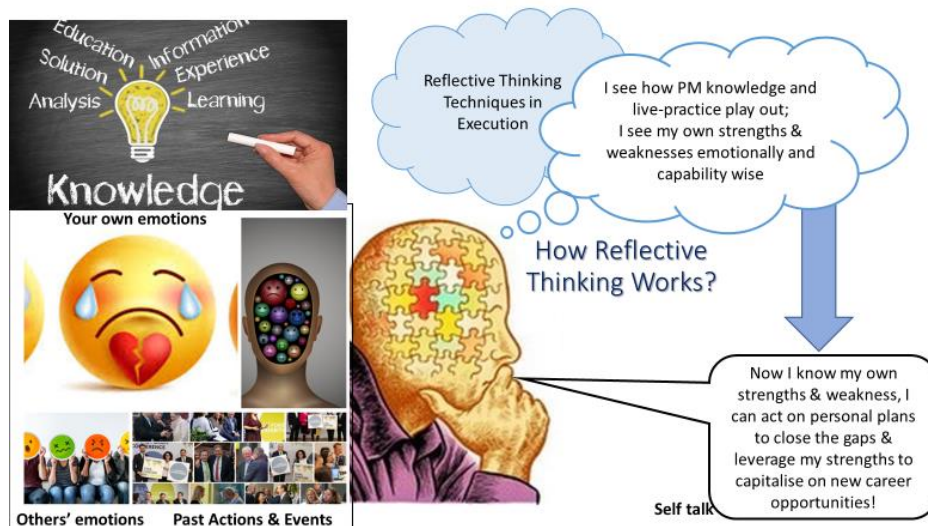 Education
Information
Solution
Experience
Analysis
Learning
Knowledge
Your own emotions
Others' emotions
Past Actions & Events
Reflective Thinking
Techniques in
Execution
I see how PM knowledge and
live-practice play out;
I see my own strengths &
weaknesses emotionally and
capability wise
How Reflective
Thinking Works?
Now I know my own
strengths & weakness, I
can act on personal plans
to close the gaps &
leverage my strengths to
capitalise on new career
opportunities!
Self talk